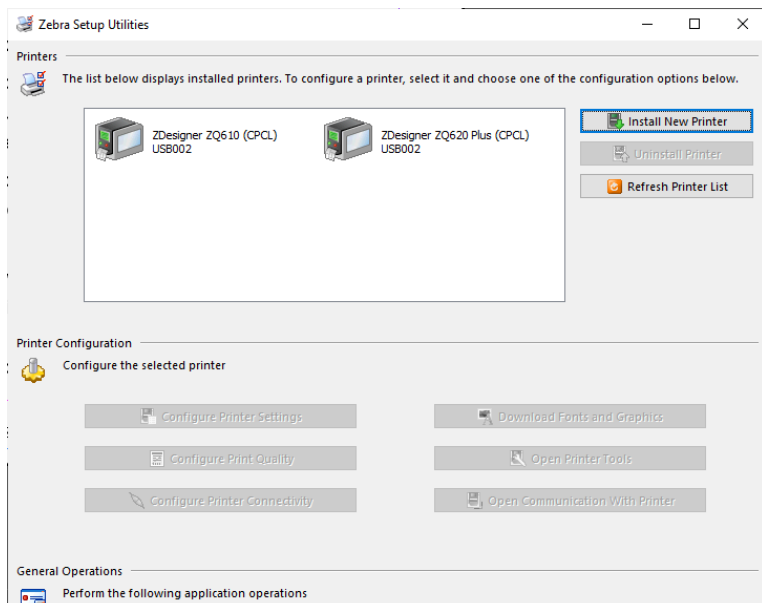 Zebra Setup Utilities
Printers
The list below displays installed printers. To configure a printer, select it and choose one of the configuration options below.
ZDesigner ZQ610 (CPCL)
USB002
ZDesigner ZQ620 Plus (CPCL)
USB002
Install New Printer
Uninstall Printer
Refresh Printer List
Printer Configuration
Configure the selected printer
Configure Printer Settings
Download Fonts and Graphics
Configure Print Quality
Open Printer Tools
Configure Printer Connectivity
Open Communication With Printer
General Operations
Perform the following application operations